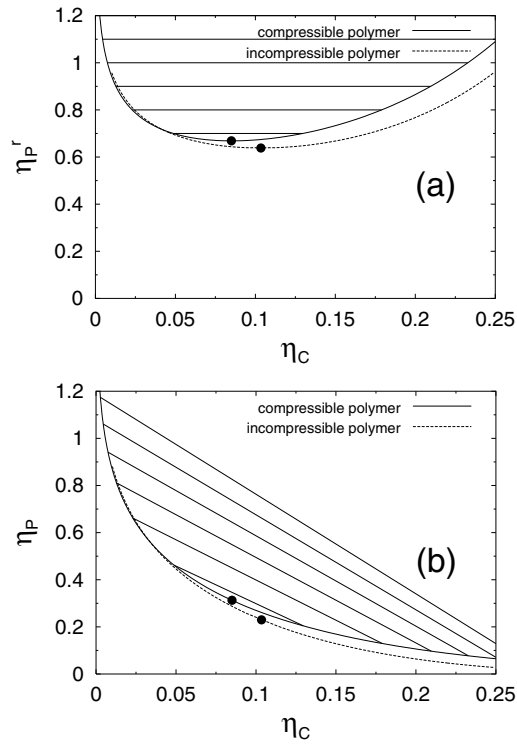 compressible polymer
incompressible polymer
1.2
1
0.8
0.6
0.4
0.2
0
η_P^r
(a)
0 0.05 0.1 0.15 0.2 0.25
η_C
compressible polymer
incompressible polymer
1.2
1
0.8
0.6
0.4
0.2
0
η_P
(b)
0 0.05 0.1 0.15 0.2 0.25
η_C